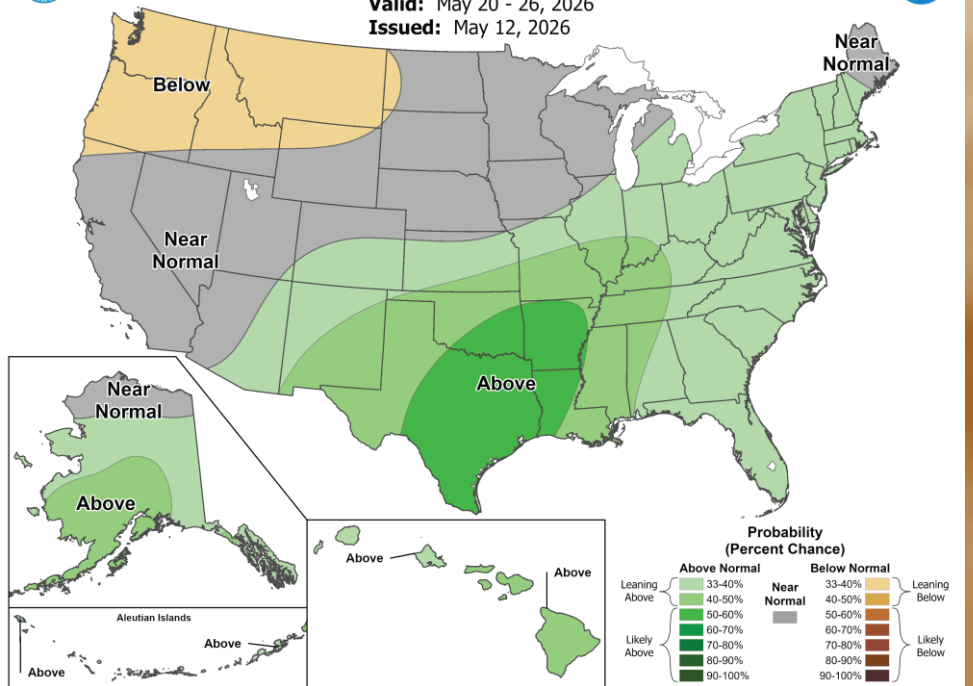 Valid: May 20 - 26, 2026
Issued: May 12, 2026
Near
Normal
Below
Near
Normal
Above
Near
Normal
Above
Aleutian Islands
Above
Above
Above
Above
Probability
(Percent Chance)
Above Normal
Below Normal
Leaning
Above
33-40%
40-50%
Near
Normal
33-40%
40-50%
Leaning
Below
Likely
Above
50-60%
60-70%
70-80%
80-90%
90-100%
50-60%
60-70%
70-80%
80-90%
90-100%
Likely
Below